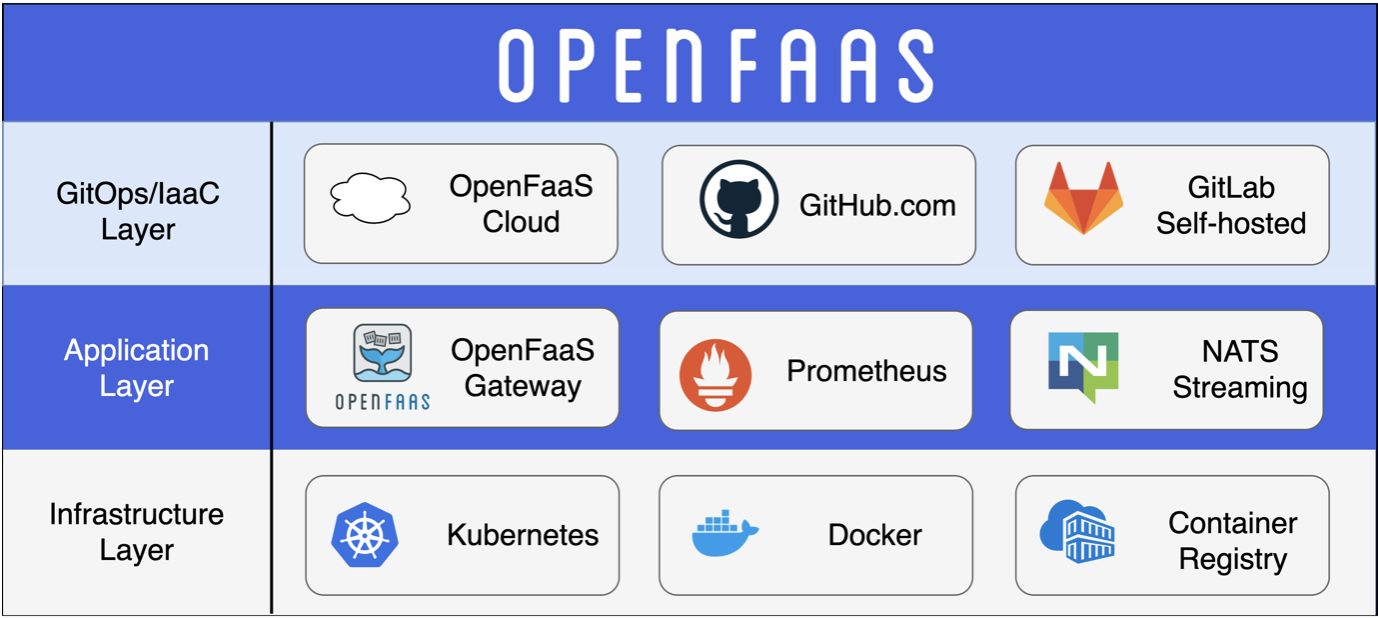 OPENFAAS
GitOps/IaaC
Layer
OpenFaaS
Cloud
GitHub.com
GitLab
Self-hosted
Application
Layer
OPENFAAS
OpenFaaS
Gateway
Prometheus
N
NATS
Streaming
Infrastructure
Layer
Kubernetes
Docker
Container
Registry